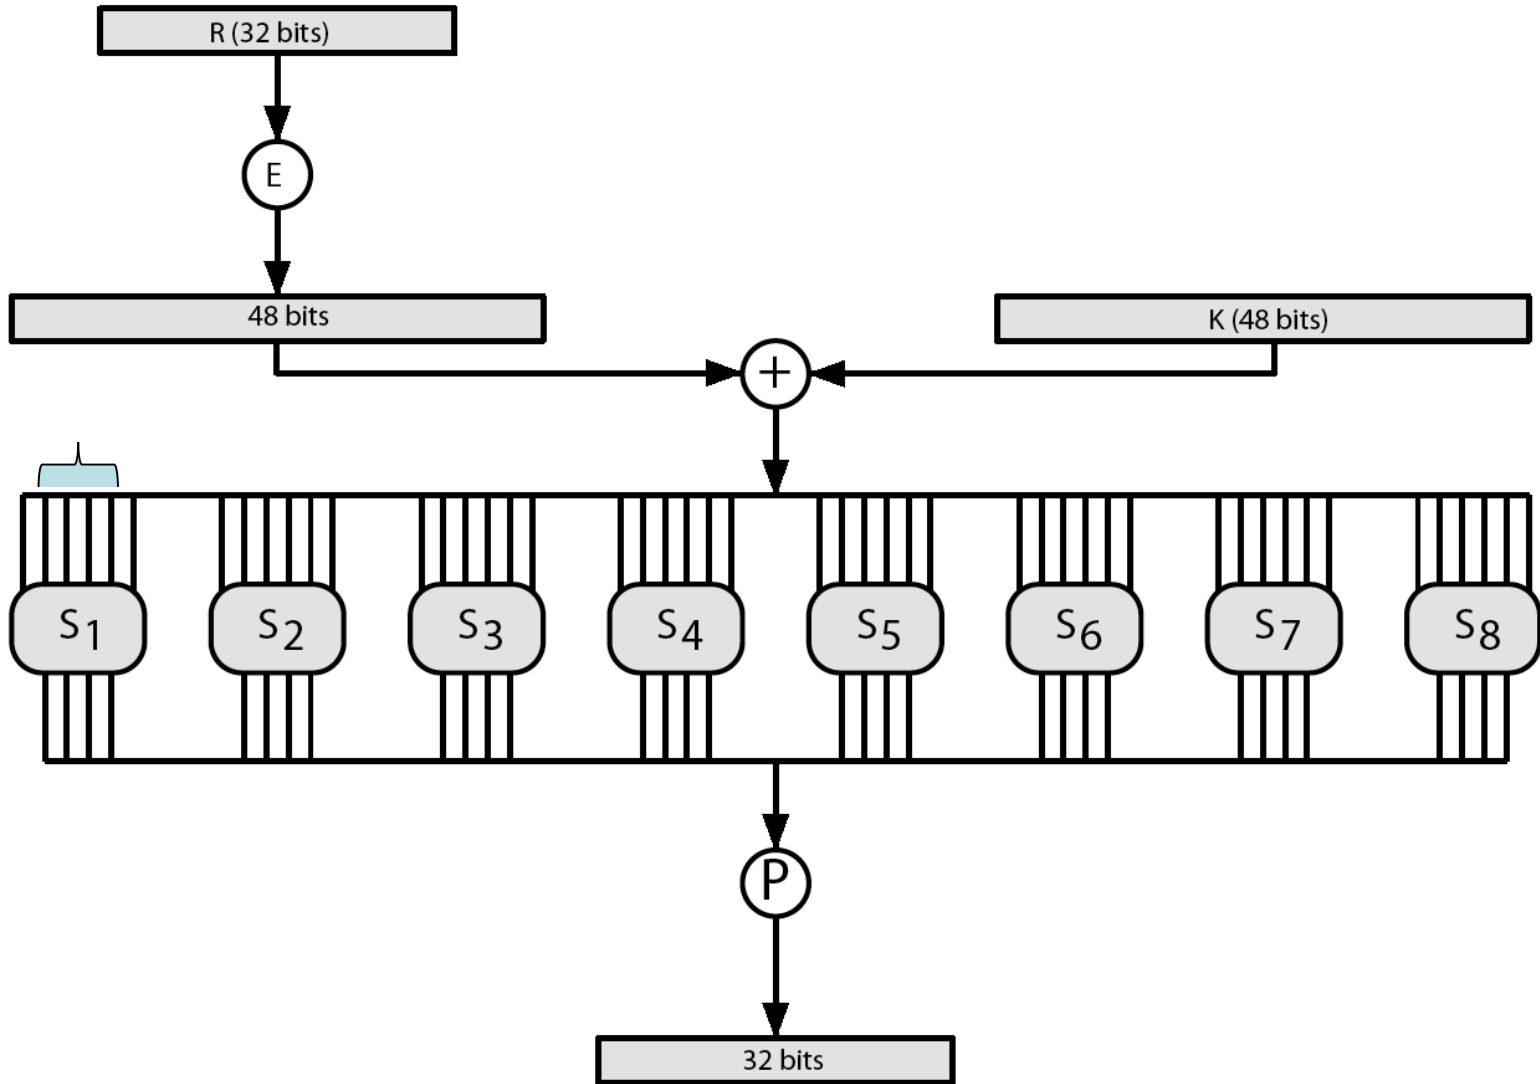 R (32 bits)
E
48 bits
K (48 bits)
+
S1 S2 S3 S4 S5 S6 S7 S8
P
32 bits